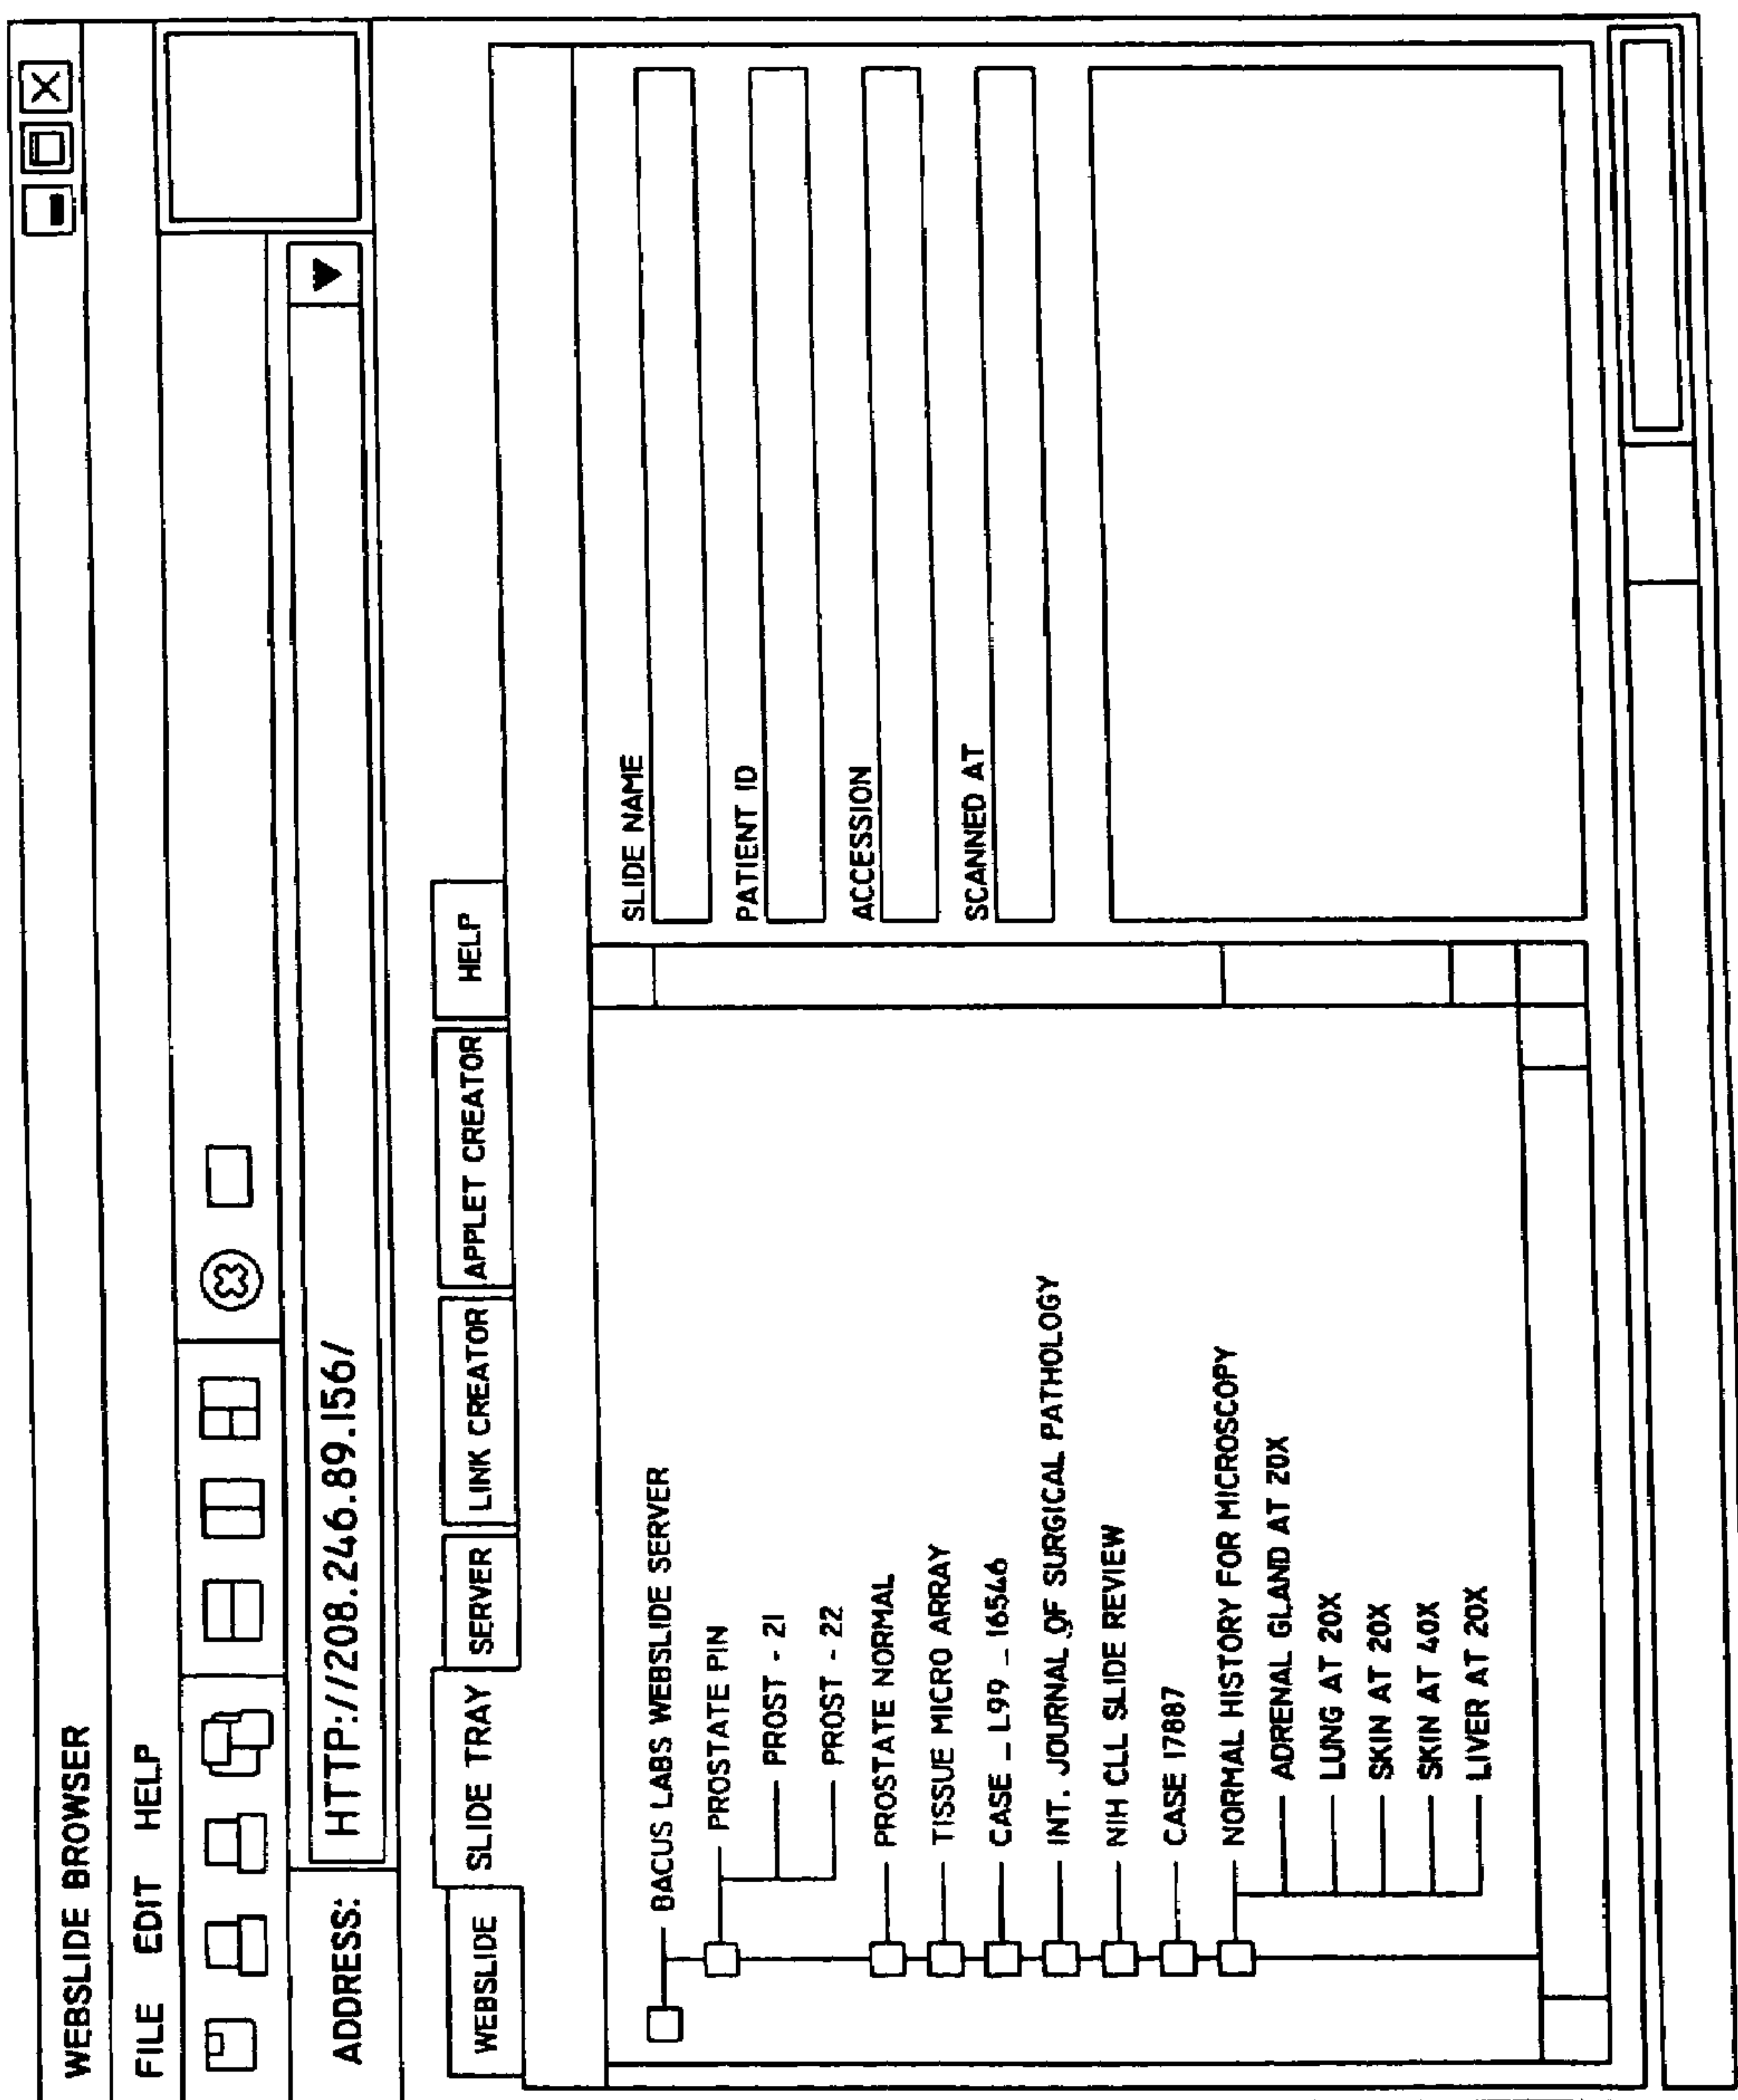 WEBSLIDE BROWSER
FILE EDIT HELP
ADDRESS: HTTP://208.246.89.156/
WEBSLIDE SLIDE TRAY SERVER LINK CREATOR APPLET CREATOR HELP
BACUS LABS WEBSLIDE SERVER
PROSTATE PIN
PROST - 21
PROST - 22
PROSTATE NORMAL
TISSUE MICRO ARRAY
CASE _ L99 _ 16546
INT. JOURNAL OF SURGICAL PATHOLOGY
NIH CLL SLIDE REVIEW
CASE 17887
NORMAL HISTORY FOR MICROSCOPY
ADRENAL GLAND AT 20X
LUNG AT 20X
SKIN AT 20X
SKIN AT 40X
LIVER AT 20X
SLIDE NAME
PATIENT ID
ACCESSION
SCANNED AT